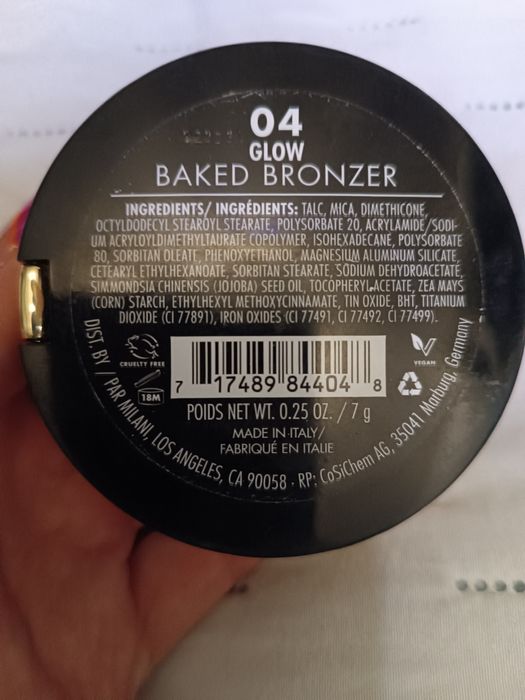 04
GLOW
BAKED BRONZER
INGREDIENTS/ INGRÉDIENTS: TALC, MICA, DIMETHICONE,
OCTYLDODECYL STEAROYL STEARATE, POLYSORBATE 20, ACRYLAMIDE/SODI-
UM ACRYLOYLDIMETHYLTAURATE COPOLYMER, ISOHEXADECANE, POLYSORBATE
80, SORBITAN OLEATE, PHENOXYETHANOL, MAGNESIUM ALUMINUM SILICATE,
CETEARYL ETHYLHEXANOATE, SORBITAN STEARATE, SODIUM DEHYDROACETATE,
SIMMONDSIA CHINENSIS (JOJOBA) SEED OIL, TOCOPHERYL ACETATE, ZEA MAYS
(CORN) STARCH, ETHYLHEXYL METHOXYCINNAMATE, TIN OXIDE, BHT, TITANIUM
DIOXIDE (CI 77891), IRON OXIDES (CI 77491, CI 77492, CI 77499).
CRUELTY FREE
VEGAN
18M
7 17489 84404 8
POIDS NET WT. 0.25 OZ. / 7 g
MADE IN ITALY/
FABRIQUÉ EN ITALIE
DIST. BY / PAR MILANI, LOS ANGELES, CA 90058 · RP: CoSiChem AG, 35041 Marburg, Germany